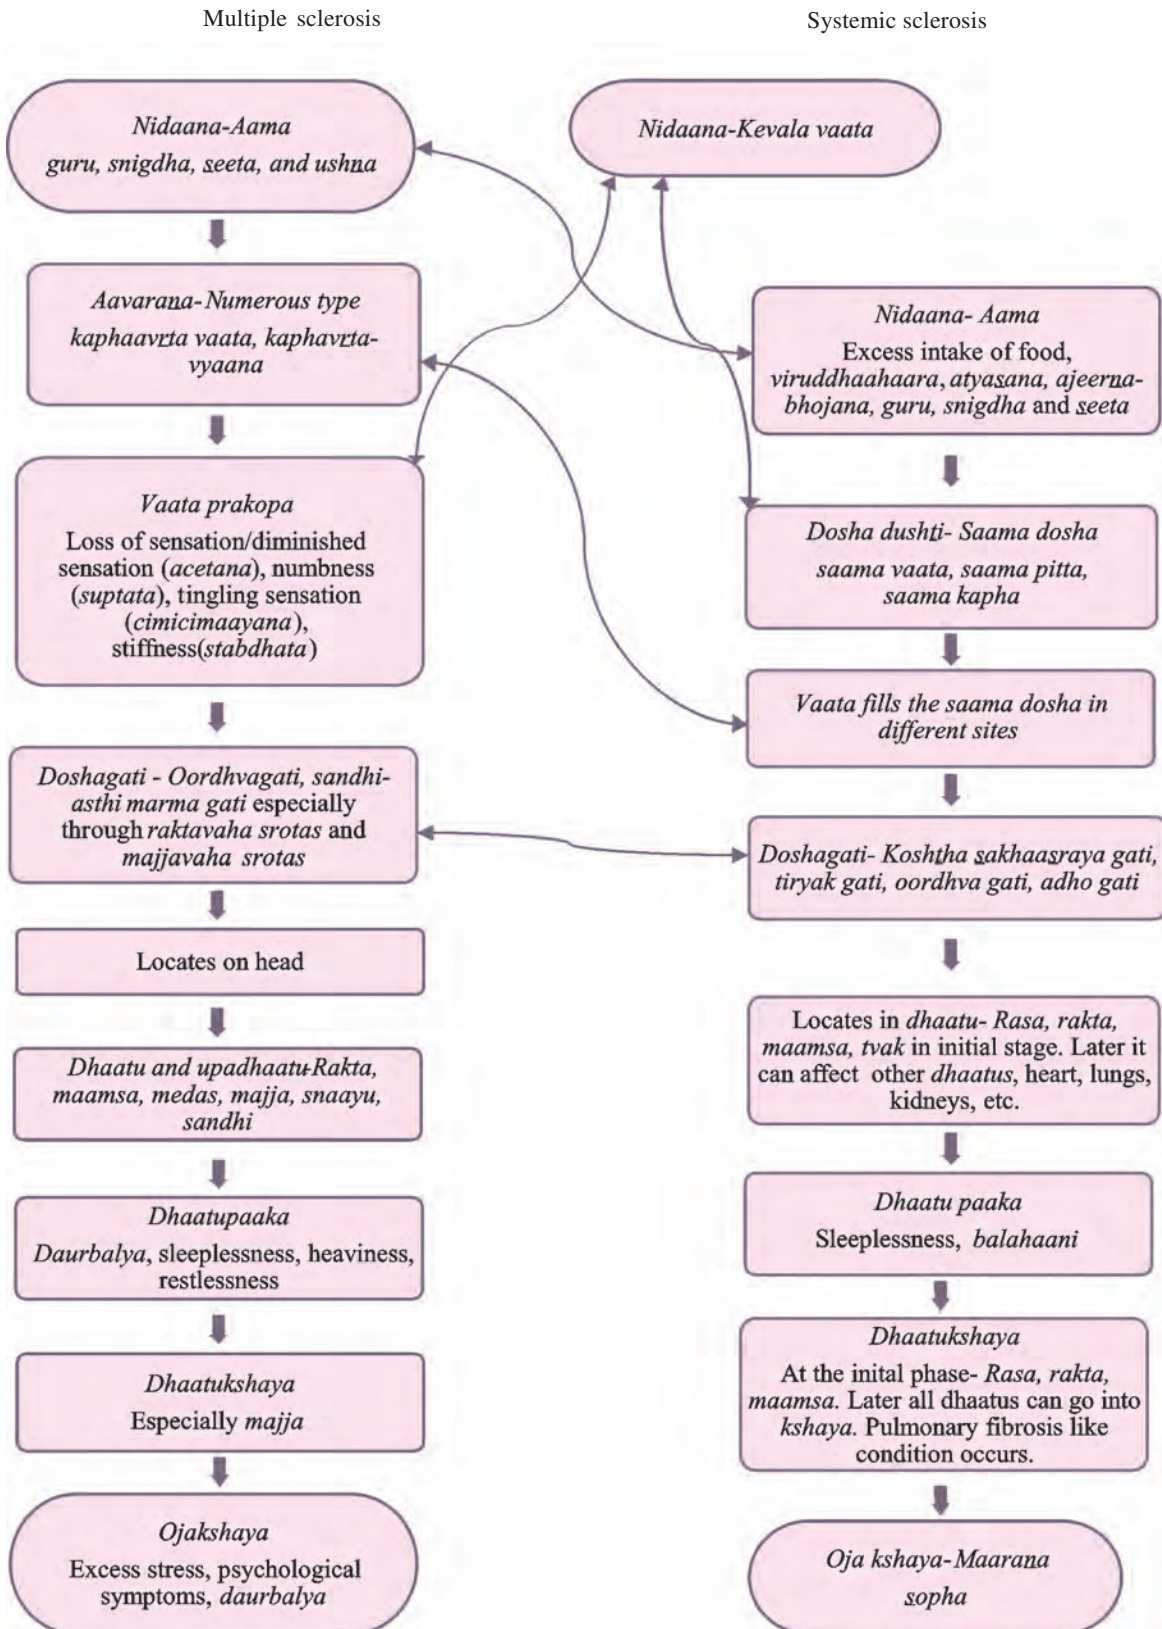 Multiple sclerosis
Systemic sclerosis
Nidaana-Aama
guru, snigdha, seeta, and ushna
Aavarana-Numerous type
kaphaavrta vaata, kaphavrta-
vyaana
Vaata prakopa
Loss of sensation/diminished
sensation (acetana), numbness
(suptata), tingling sensation
(cimicimaayana),
stiffness(stabdhata)
Doshagati - Oordhvagati, sandhi-
asthi marma gati especially
through raktavaha srotas and
majjavaha srotas
Locates on head
Dhaatu and upadhaatu-Rakta,
maamsa, medas, majja, snaayu,
sandhi
Dhaatupaaka
Daurbalya, sleeplessness, heaviness,
restlessness
Dhaatukshaya
Especially majja
Ojakshaya
Excess stress, psychological
symptoms, daurbalya
Nidaana-Kevala vaata
Nidaana- Aama
Excess intake of food,
viruddhaahaara, atyasana, ajeerna-
bhojana, guru, snigdha and seeta
Dosha dushti- Saama dosha
saama vaata, saama pitta,
saama kapha
Vaata fills the saama dosha in
different sites
Doshagati- Koshtha sakhaasraya gati,
tiryak gati, oordhva gati, adho gati
Locates in dhaatu- Rasa, rakta,
maamsa, tvak in initial stage. Later it
can affect other dhaatus, heart, lungs,
kidneys, etc.
Dhaatu paaka
Sleeplessness, balahaani
Dhaatukshaya
At the inital phase- Rasa, rakta,
maamsa. Later all dhaatus can go into
kshaya. Pulmonary fibrosis like
condition occurs.
Oja kshaya-Maarana
sopha